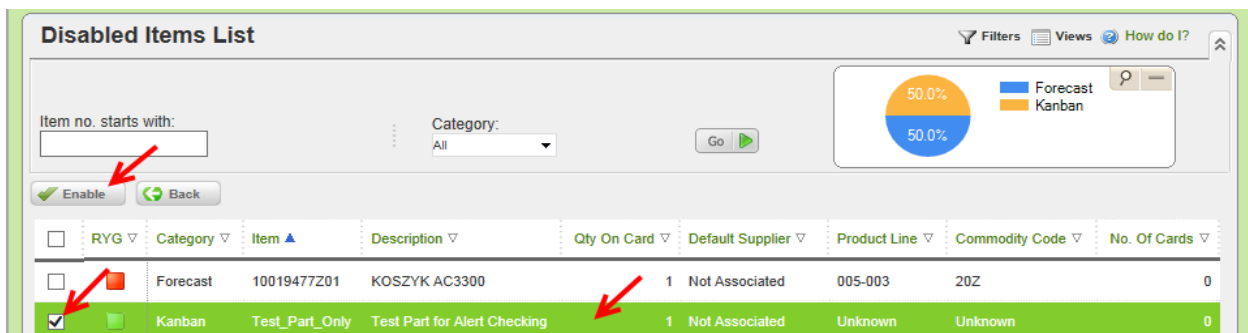 Disabled Items List
Filters Views How do I?
50.0%
50.0%
Forecast
Kanban
Item no. starts with:
Category:
All
Go
Enable Back
RYG Category Item Description Qty On Card Default Supplier Product Line Commodity Code No. Of Cards
Forecast 10019477Z01 KOSZYK AC3300 1 Not Associated 005-003 20Z 0
Kanban Test_Part_Only Test Part for Alert Checking 1 Not Associated Unknown Unknown 0